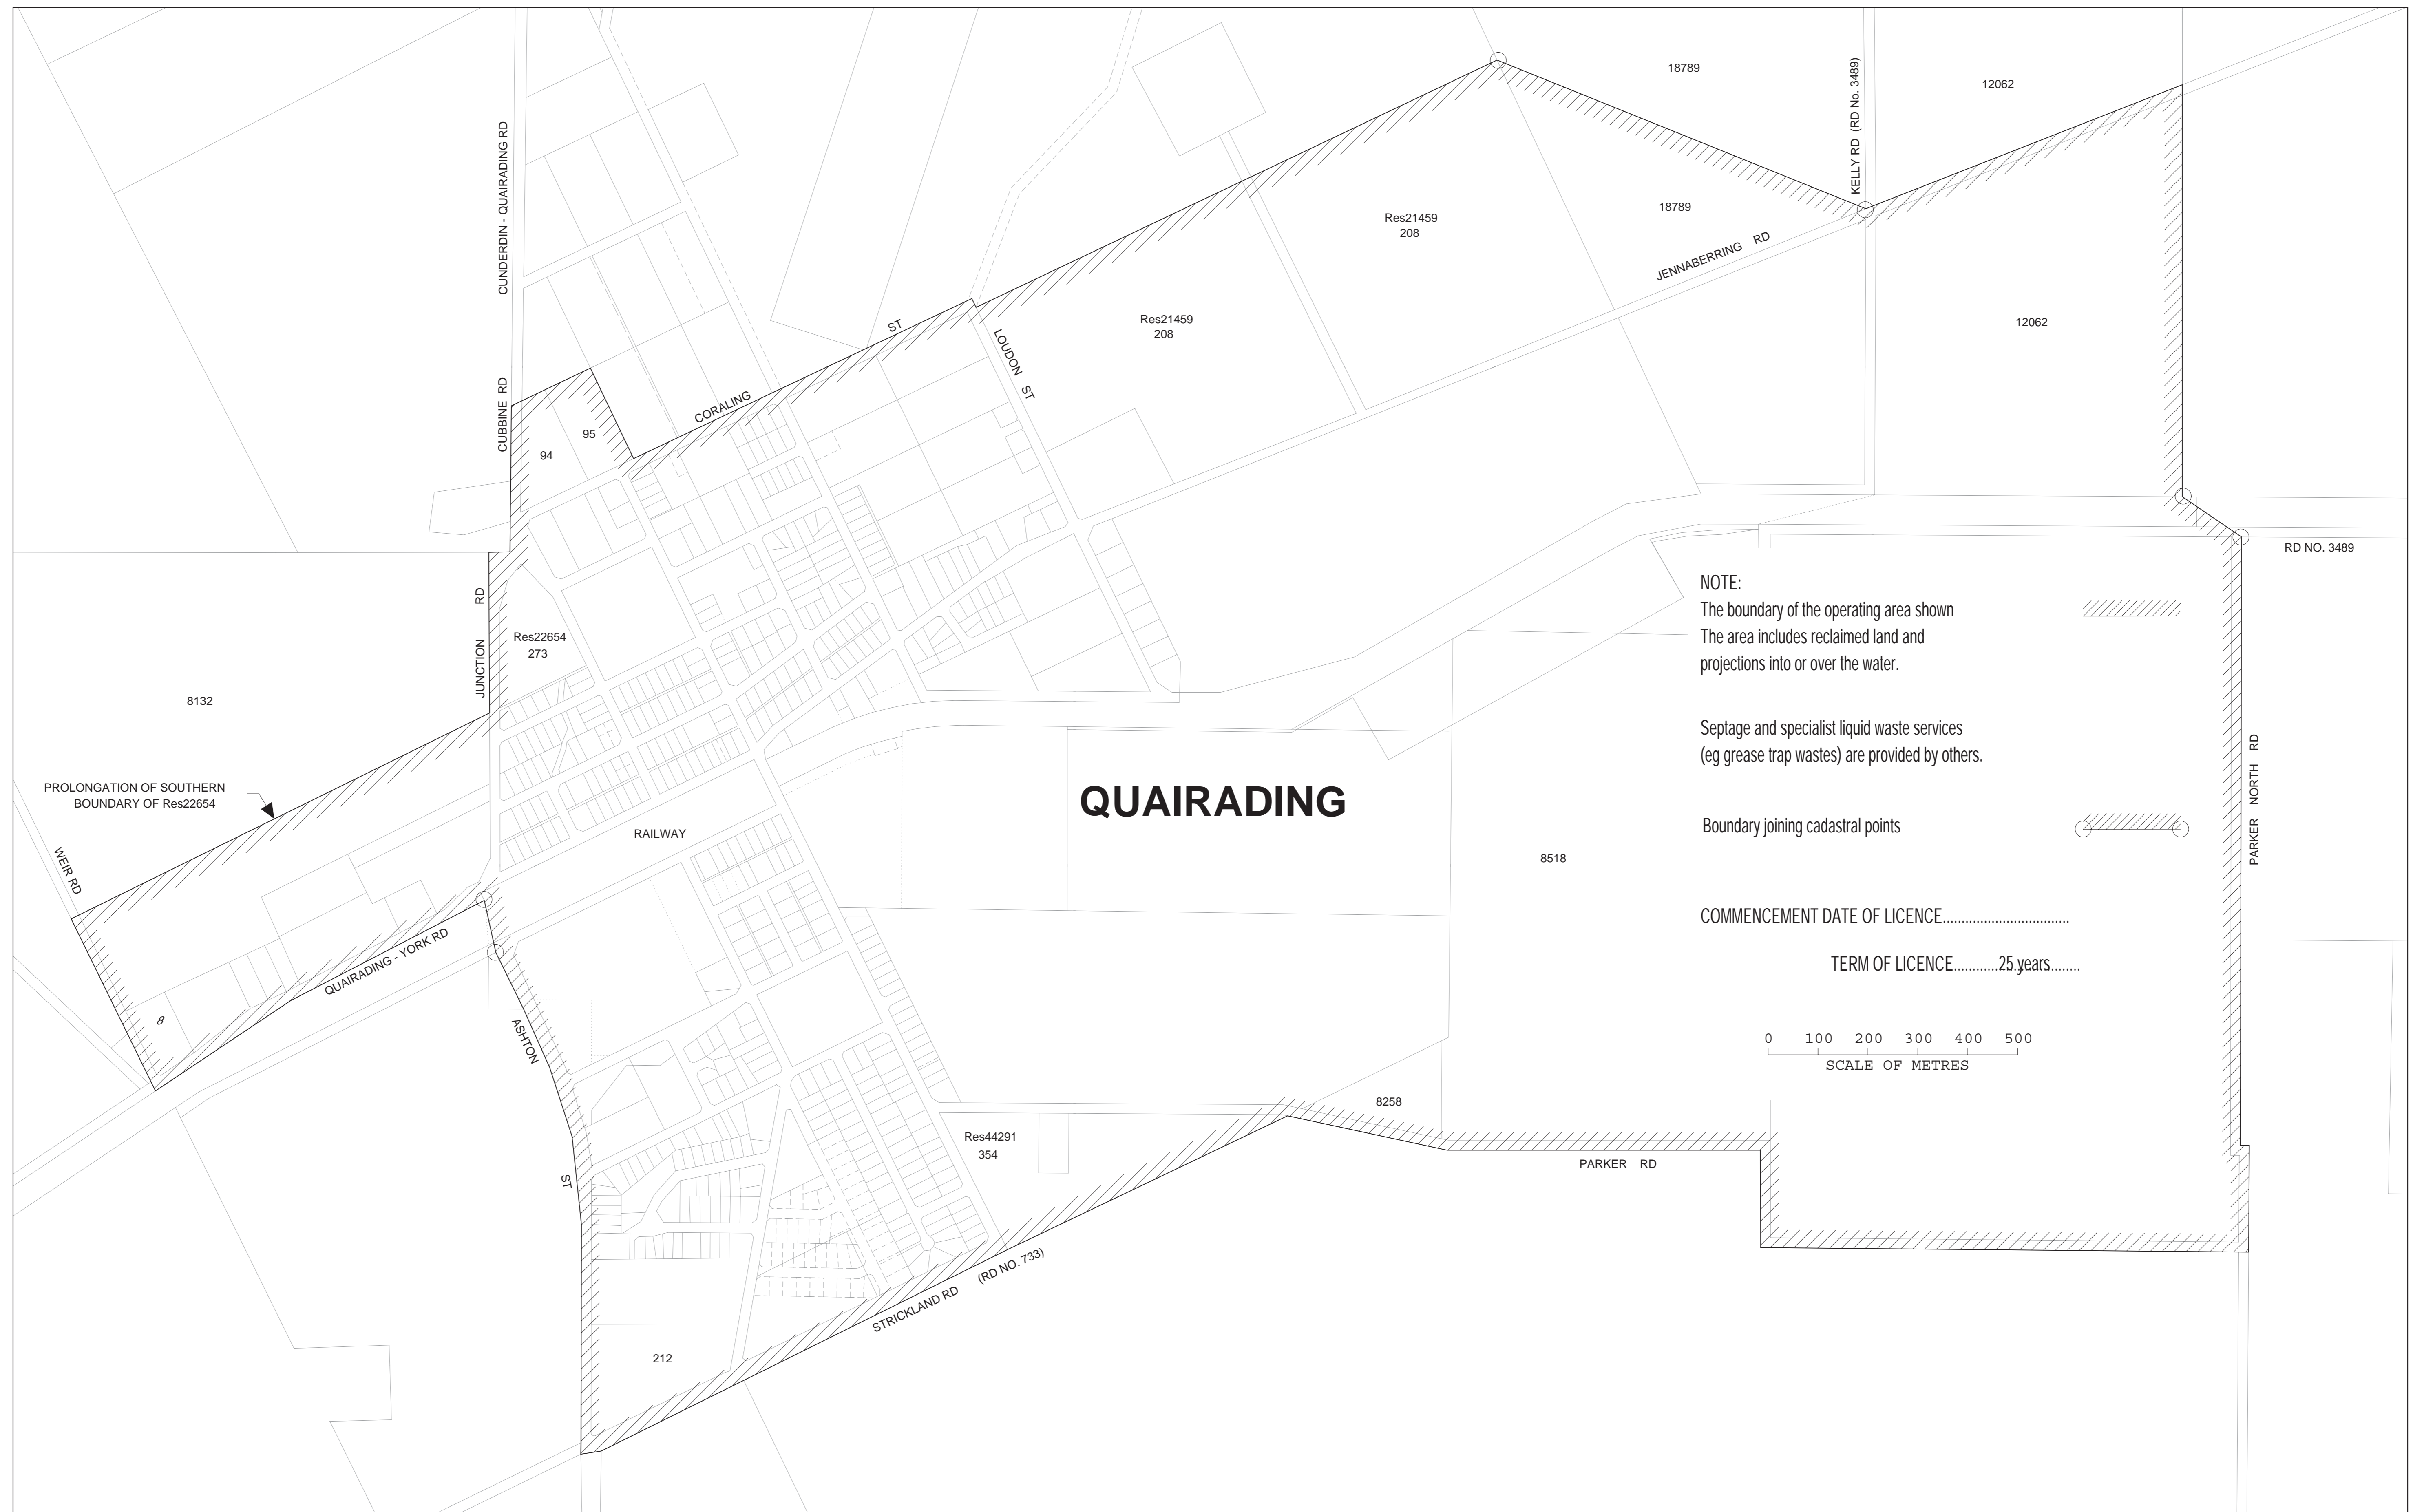 18789
12062
KELLY RD (RD No. 3489)
CUNDERDIN - QUAIRADING RD
18789
Res21459
208
JENNABERRING RD
Res21459
208
12062
ST
LOUDON ST
CUBBINE RD
CORALING
95
94
RD NO. 3489
NOTE:
The boundary of the operating area shown
The area includes reclaimed land and
projections into or over the water.
JUNCTION RD
Res22654
273
8132
Septage and specialist liquid waste services
(eg grease trap wastes) are provided by others.
PARKER NORTH RD
PROLONGATION OF SOUTHERN
BOUNDARY OF Res22654
QUAIRADING
RAILWAY
Boundary joining cadastral points
8518
WEIR RD
COMMENCEMENT DATE OF LICENCE..................................
QUAIRADING - YORK RD
TERM OF LICENCE............25 years.........
8
ASHTON ST
0 100 200 300 400 500
SCALE OF METRES
8258
Res44291
354
PARKER RD
(RD NO. 733)
STRICKLAND RD
212